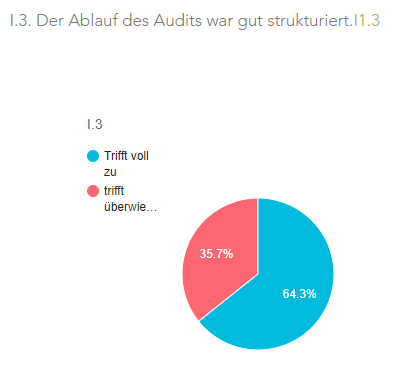 I.3. Der Ablauf des Audits war gut strukturiert.I1.3
I.3
Trifft voll
zu
trifft
überwie...
35.7%
64.3%